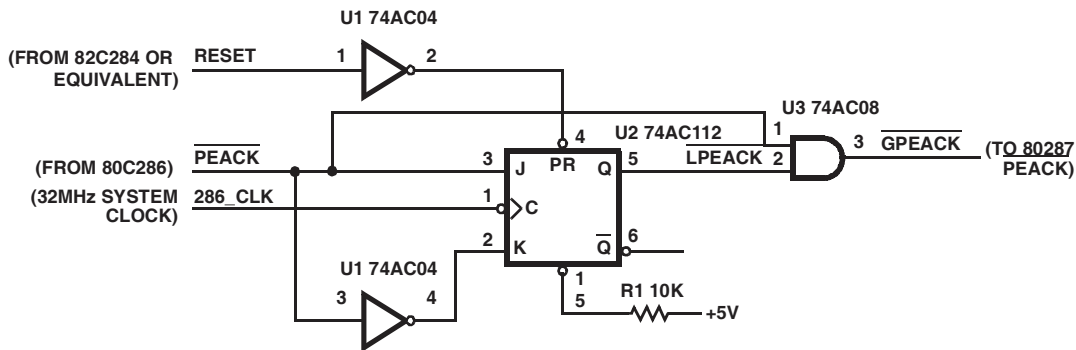 U1 74AC04
(FROM 82C284 OR
EQUIVALENT)
RESET
1
2
U3 74AC08
4
U2 74AC112
1
PR
PEACK
(FROM 80C286)
3
J
Q
5
LPEACK
2
3
GPEACK
(TO 80287
PEACK)
(32MHz SYSTEM
CLOCK)
286_CLK
1
C
2
K
Q
6
U1 74AC04
3
4
1
5
R1 10K
+5V